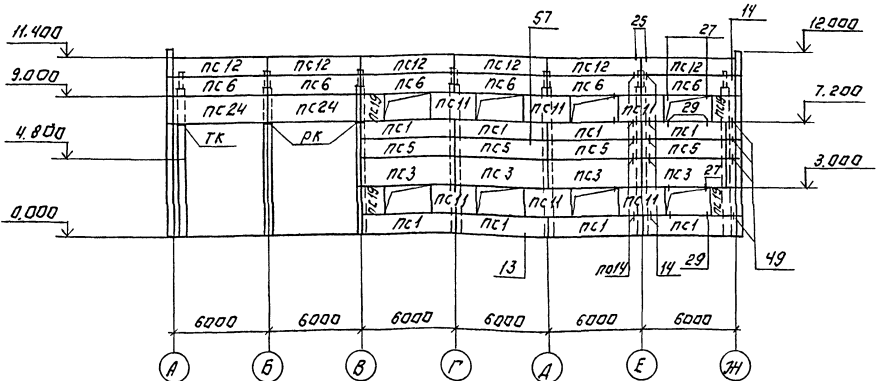 14
57 25 27
11.400 12.000
пс12 пс12 пс12 пс12 пс12 пс12
9.000 пс6 пс6 пс6 пс6 пс6 пс6
7.200
пс24 пс24 пс19 пс11 пс11 пс11 29 пс19
ТК РК пс1 пс1 пс1 пс1
4.800 пс5 пс5 пс5 пс5
3.000
пс3 пс3 пс3 пс3 27
пс19 пс11 пс11 пс11 пс19
0.000 пс1 пс1 пс1 пс1
13 по14 14 29 49
6000 6000 6000 6000 6000 6000
А Б В Г Д Е Ж